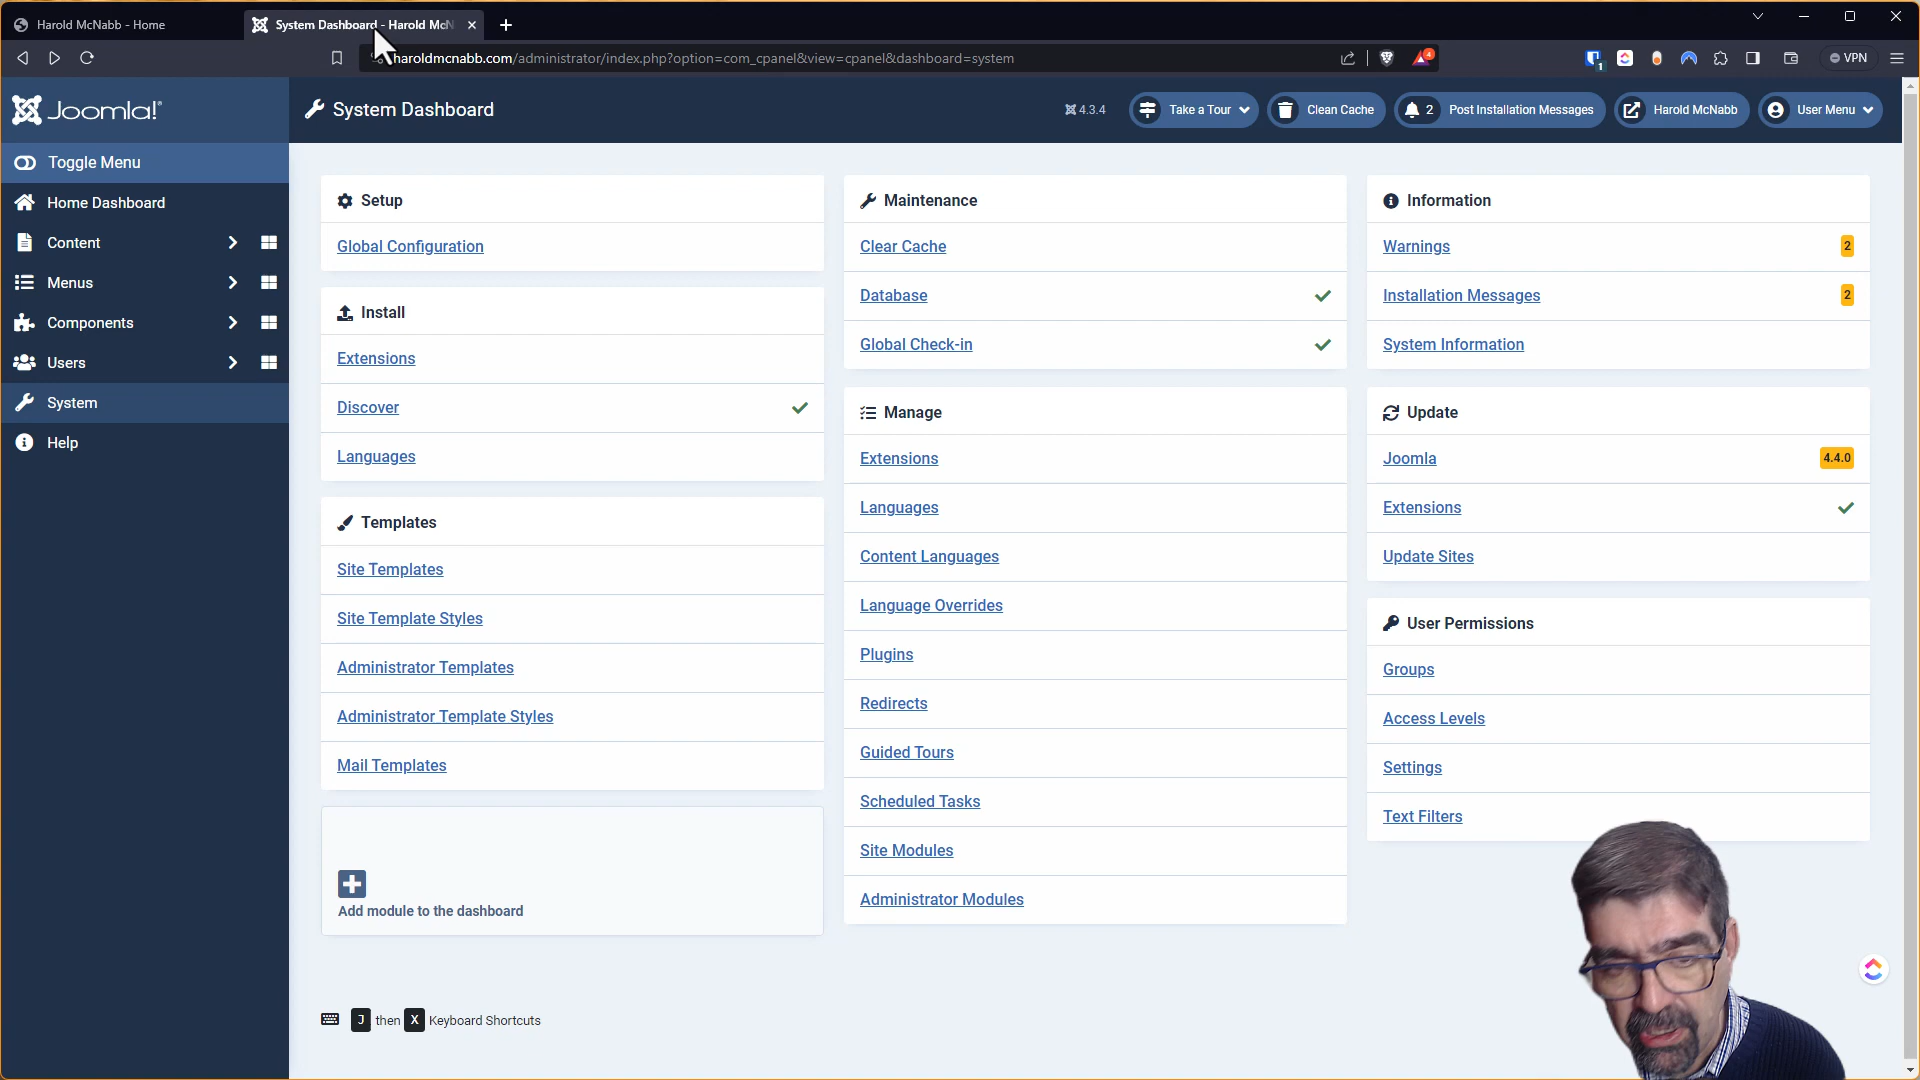 Harold McNabb - Home
System Dashboard - Harold McN
haroldmcnabb.com/administrator/index.php?option=com_cpanel&view=cpanel&dashboard=system
1
4
VPN
Joomla!
System Dashboard
4.3.4
Take a Tour
Clean Cache
2 Post Installation Messages
Harold McNabb
User Menu
Toggle Menu
Home Dashboard
Content
Menus
Components
Users
System
Help
Setup
Global Configuration
Install
Extensions
Discover
Languages
Templates
Site Templates
Site Template Styles
Administrator Templates
Administrator Template Styles
Mail Templates
Add module to the dashboard
J then X Keyboard Shortcuts
Maintenance
Clear Cache
Database
Global Check-in
Manage
Extensions
Languages
Content Languages
Language Overrides
Plugins
Redirects
Guided Tours
Scheduled Tasks
Site Modules
Administrator Modules
Information
Warnings 2
Installation Messages 2
System Information
Update
Joomla 4.4.0
Extensions
Update Sites
User Permissions
Groups
Access Levels
Settings
Text Filters